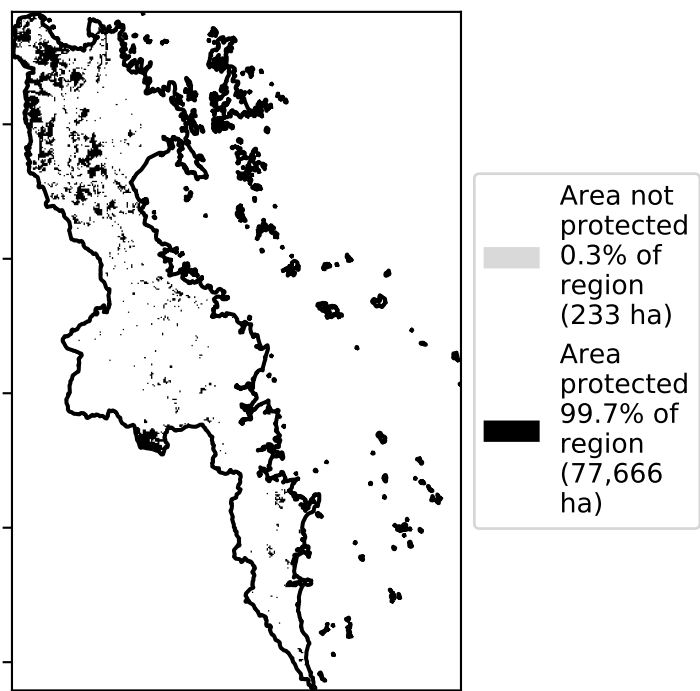 Area not
protected
0.3% of
region
(233 ha)
Area
protected
99.7% of
region
(77,666
ha)